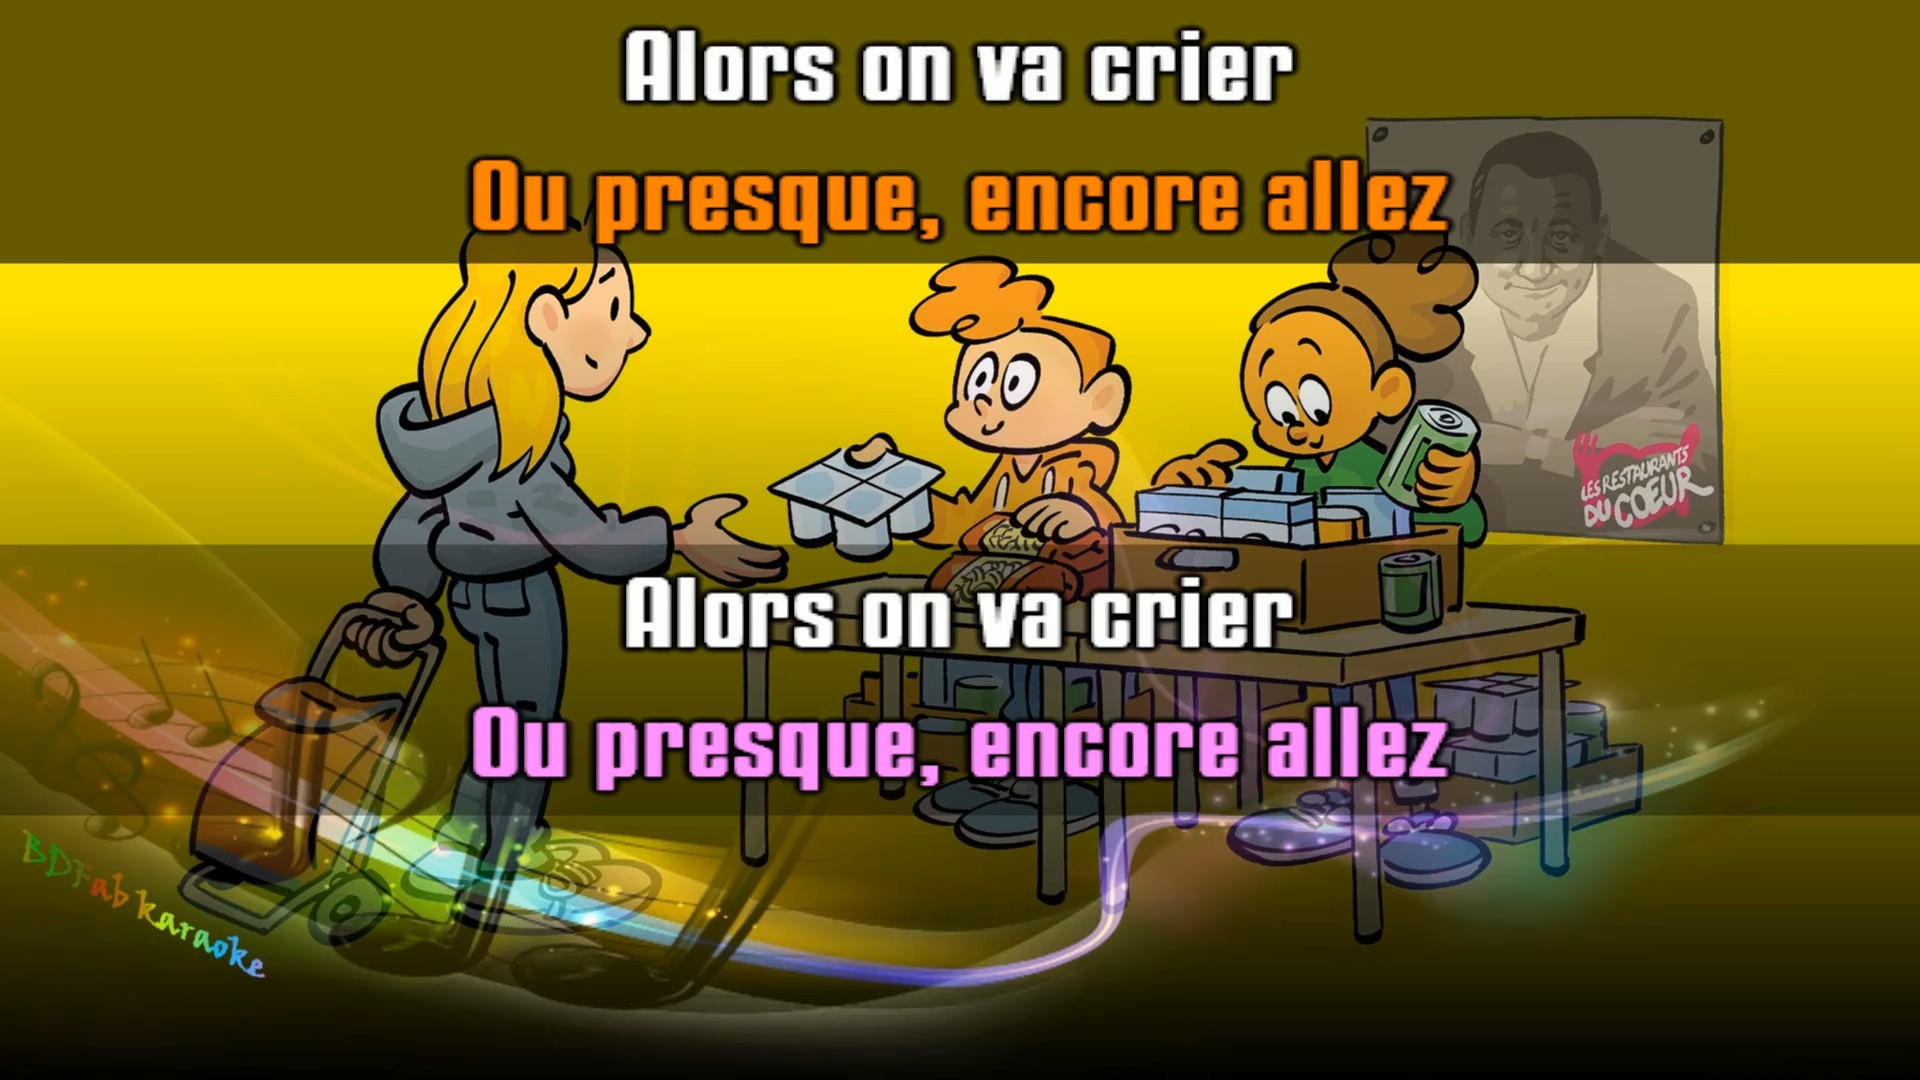 Alors on va crier
Ou presque, encore allez
LES RESTAURANTS
DU COEUR
Alors on va crier
Ou presque, encore allez
BDFab karaoke